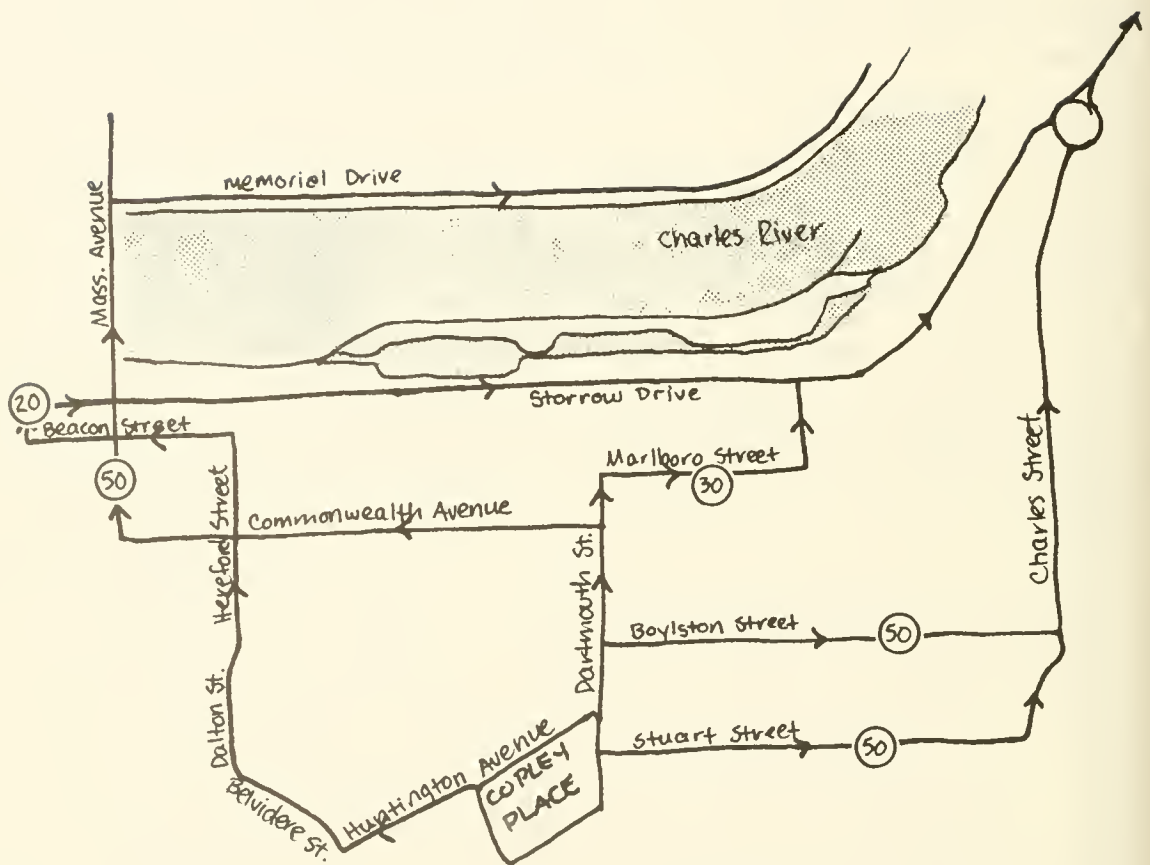 Memorial Drive
Mass. Avenue
Charles River
20
Storrow Drive
Beacon Street
50
Marlboro Street
30
Commonwealth Avenue
Hereford Street
Dartmouth St.
Charles Street
Boylston Street
50
Dalton St.
Stuart Street
50
Huntington Avenue
COPLEY
PLACE
Belvidere St.